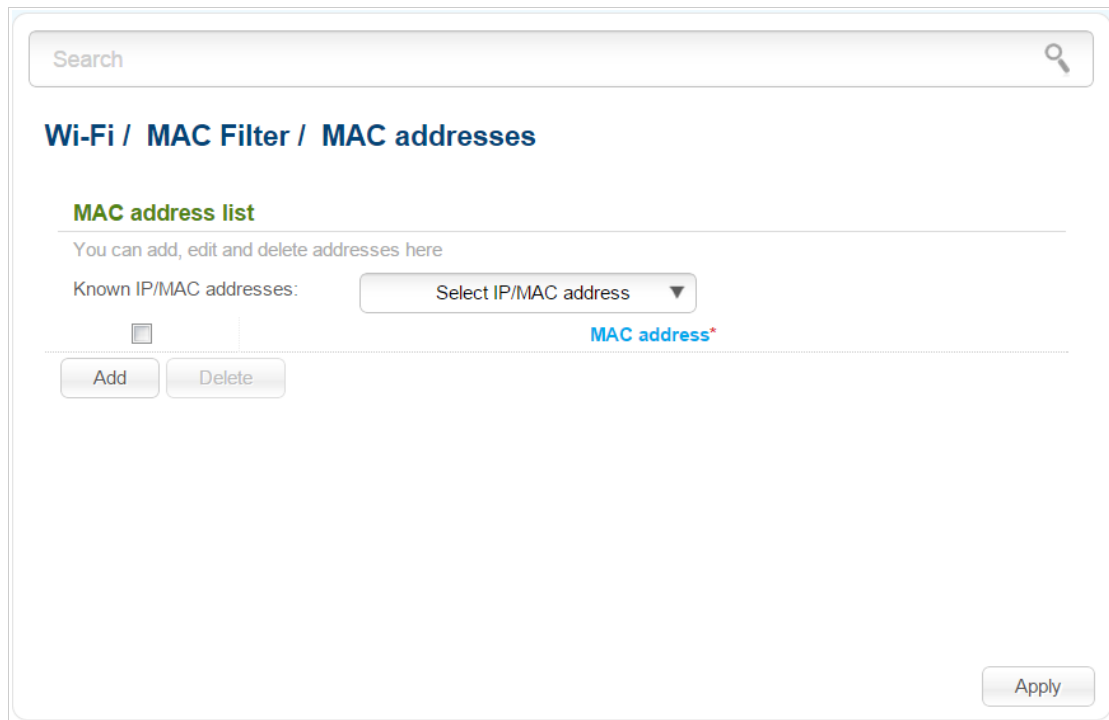 Search
Wi-Fi / MAC Filter / MAC addresses
MAC address list
You can add, edit and delete addresses here
Known IP/MAC addresses: Select IP/MAC address
MAC address*
Add Delete
Apply